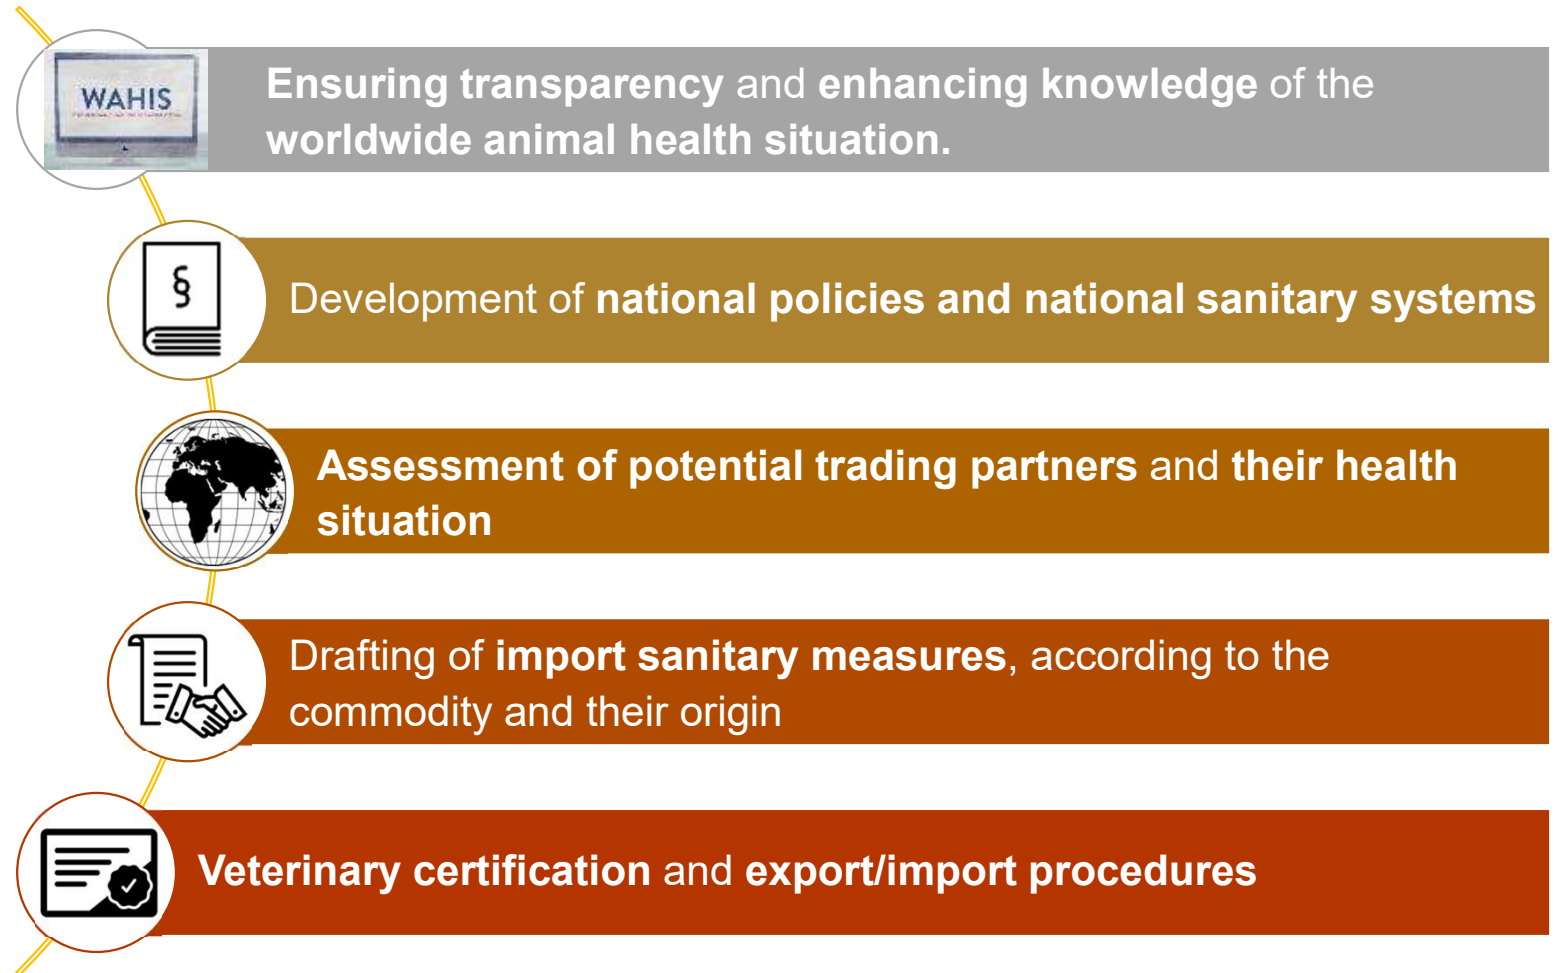 WAHIS
Ensuring transparency and enhancing knowledge of the
worldwide animal health situation.
§
Development of national policies and national sanitary systems
Assessment of potential trading partners and their health
situation
Drafting of import sanitary measures, according to the
commodity and their origin
Veterinary certification and export/import procedures